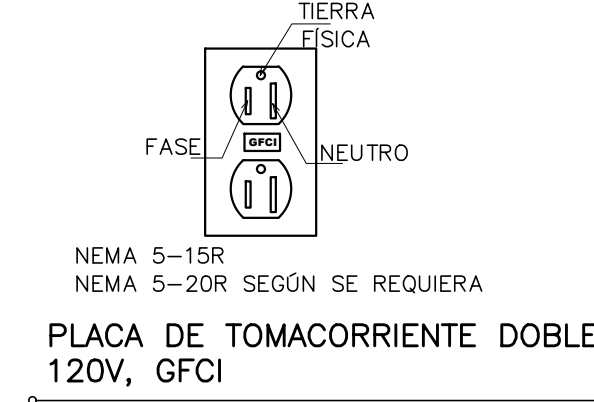 TIERRA
FÍSICA
FASE
GFCI
NEUTRO
NEMA 5-15R
NEMA 5-20R SEGÚN SE REQUIERA
PLACA DE TOMACORRIENTE DOBLE
120V, GFCI